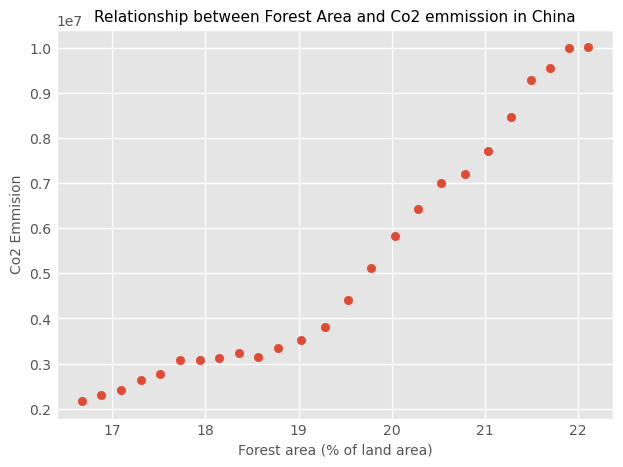 Relationship between Forest Area and Co2 emmission in China
1e7
1.0
0.9
0.8
0.7
0.6
0.5
0.4
0.3
0.2
Co2 Emmision
17 18 19 20 21 22
Forest area (% of land area)